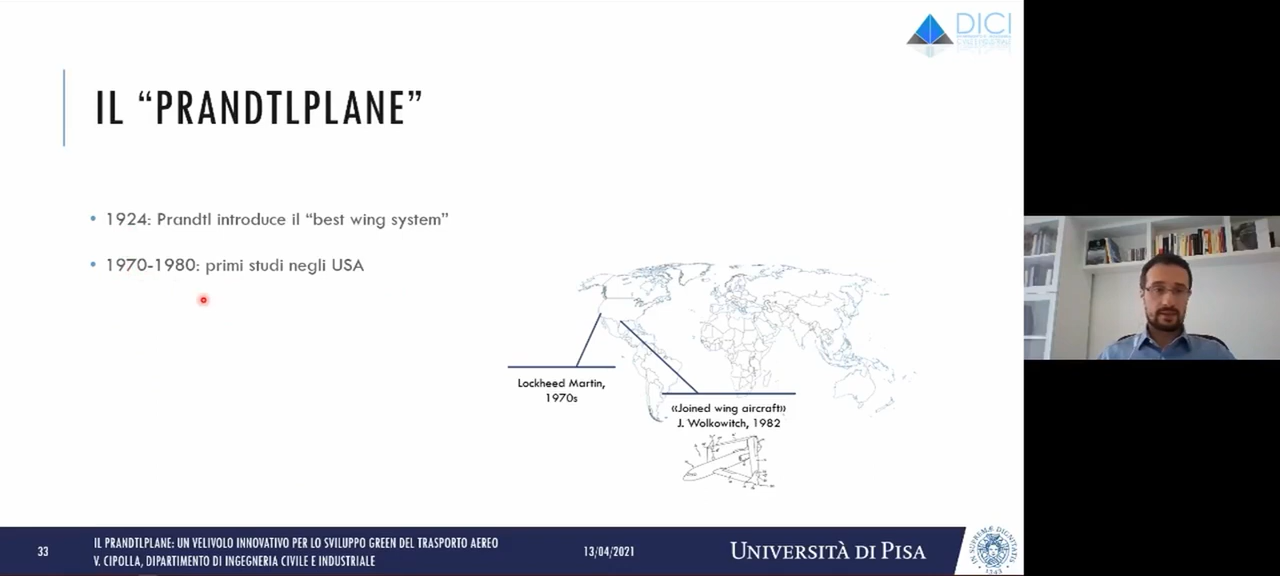 DICI
IL “PRANDTLPLANE”
• 1924: Prandtl introduce il “best wing system”
• 1970-1980: primi studi negli USA
Lockheed Martin,
1970s
«Joined wing aircraft»
J. Wolkowitch, 1982
33
IL PRANDTLPLANE: UN VELIVOLO INNOVATIVO PER LO SVILUPPO GREEN DEL TRASPORTO AEREO
V. CIPOLLA, DIPARTIMENTO DI INGEGNERIA CIVILE E INDUSTRIALE
13/04/2021
UNIVERSITÀ DI PISA